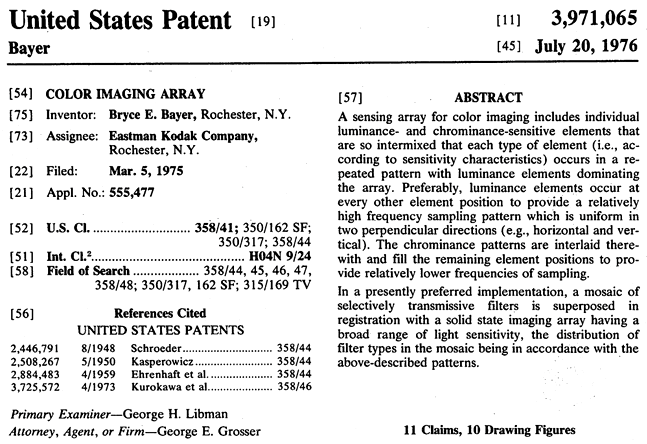 United States Patent [19]
[11] 3,971,065
Bayer
[45] July 20, 1976
[54] COLOR IMAGING ARRAY
[75] Inventor: Bryce E. Bayer, Rochester, N.Y.
[73] Assignee: Eastman Kodak Company,
Rochester, N.Y.
[22] Filed: Mar. 5, 1975
[21] Appl. No.: 555,477
[52] U.S. Cl. .............................. 358/41; 350/162 SF;
350/317; 358/44
[51] Int. Cl.² .......................................... H04N 9/24
[58] Field of Search .................. 358/44, 45, 46, 47,
358/48; 350/317, 162 SF; 315/169 TV
[56] References Cited
UNITED STATES PATENTS
2,446,791 8/1948 Schroeder .......................... 358/44
2,508,267 5/1950 Kasperowicz ...................... 358/44
2,884,483 4/1959 Ehrenhaft et al. .................. 358/44
3,725,572 4/1973 Kurokawa et al. .................. 358/46
Primary Examiner—George H. Libman
Attorney, Agent, or Firm—George E. Grosser
[57] ABSTRACT
A sensing array for color imaging includes individual
luminance- and chrominance-sensitive elements that
are so intermixed that each type of element (i.e., ac-
cording to sensitivity characteristics) occurs in a re-
peated pattern with luminance elements dominating
the array. Preferably, luminance elements occur at
every other element position to provide a relatively
high frequency sampling pattern which is uniform in
two perpendicular directions (e.g., horizontal and ver-
tical). The chrominance patterns are interlaid there-
with and fill the remaining element positions to pro-
vide relatively lower frequencies of sampling.
In a presently preferred implementation, a mosaic of
selectively transmissive filters is superposed in
registration with a solid state imaging array having a
broad range of light sensitivity, the distribution of
filter types in the mosaic being in accordance with the
above-described patterns.
11 Claims, 10 Drawing Figures